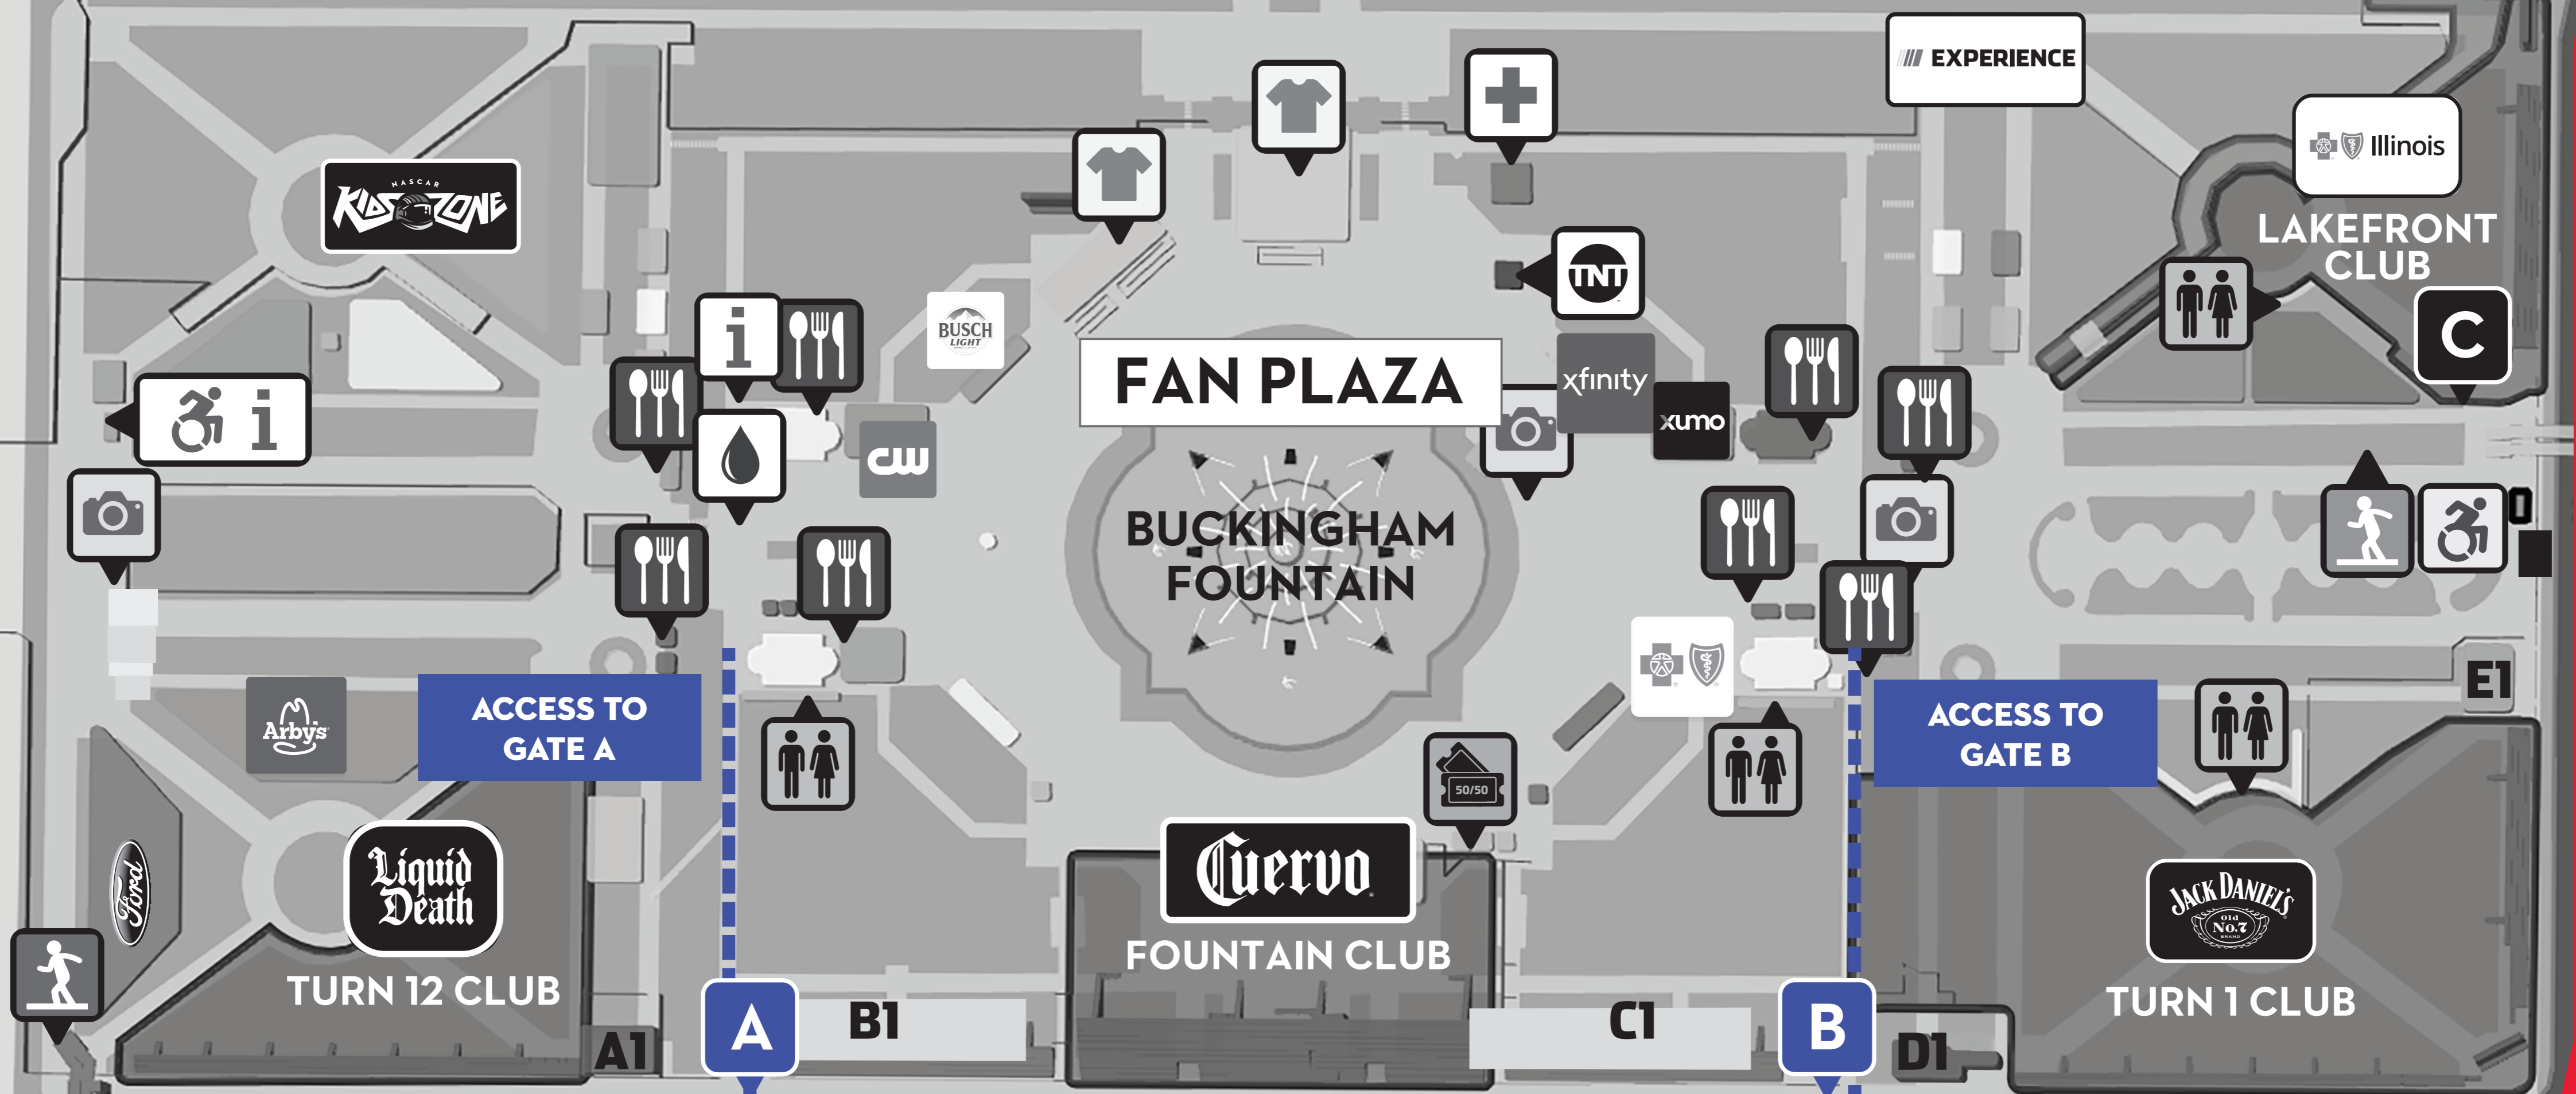 EXPERIENCE
Illinois
LAKEFRONT
CLUB
C
NASCAR
KIDS ZONE
i
BUSCH
LIGHT
TNT
FAN PLAZA
xfinity
xumo
i
CW
BUCKINGHAM
FOUNTAIN
E1
ACCESS TO
GATE A
Arby's
ACCESS TO
GATE B
50/50
Ford
Liquid
Death
TURN 12 CLUB
Cuervo
FOUNTAIN CLUB
JACK DANIEL'S
Old
No.7
BRAND
TURN 1 CLUB
A1
A
B1
C1
B
D1